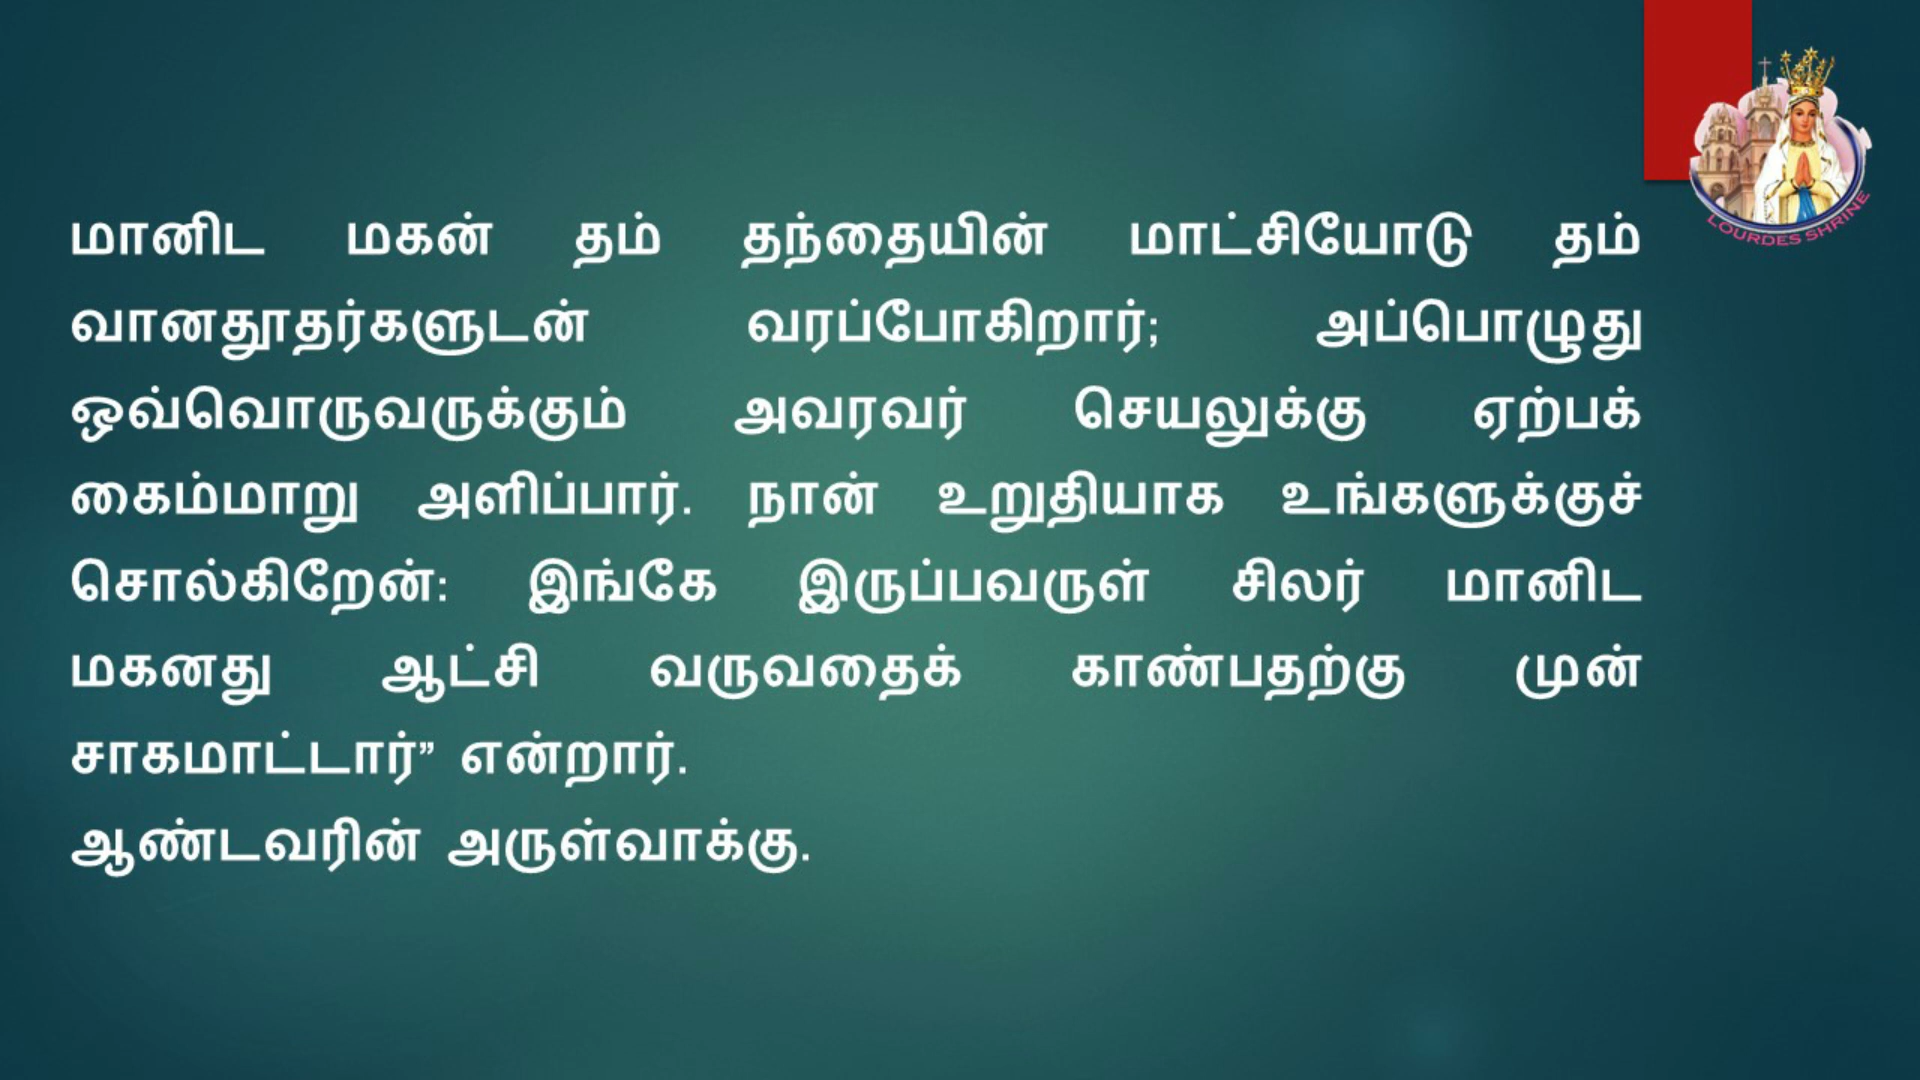 மானிட மகன் தம் தந்தையின் மாட்சியோடு தம்
வானதூதர்களுடன் வரப்போகிறார்; அப்பொழுது
ஒவ்வொருவருக்கும் அவரவர் செயலுக்கு ஏற்பக்
கைம்மாறு அளிப்பார். நான் உறுதியாக உங்களுக்குச்
சொல்கிறேன்: இங்கே இருப்பவருள் சிலர் மானிட
மகனது ஆட்சி வருவதைக் காண்பதற்கு முன்
சாகமாட்டார்” என்றார்.
ஆண்டவரின் அருள்வாக்கு.
LOURDES SHRINE